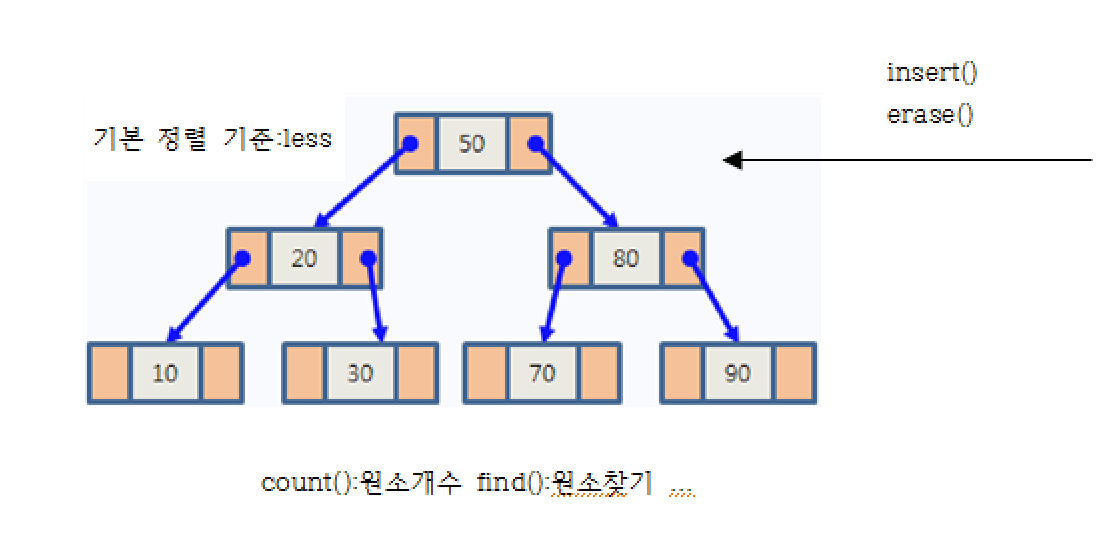 insert()
erase()
기본 정렬 기준:less
50
20 80
10 30 70 90
count():원소개수 find():원소찾기 ...